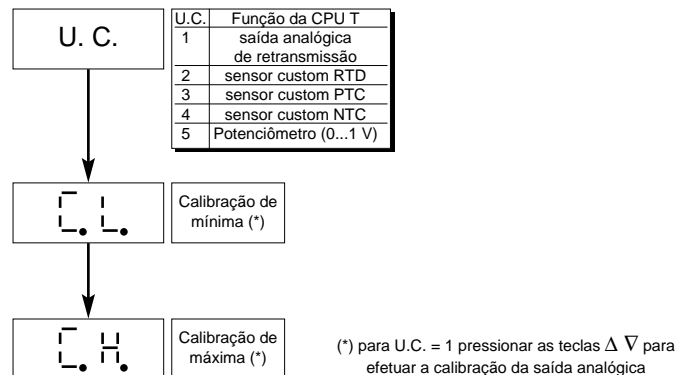 U. C.
U.C. Função da CPU T
1 saída analógica
de retransmissão
2 sensor custom RTD
3 sensor custom PTC
4 sensor custom NTC
5 Potenciômetro (0...1 V)
C. L.
Calibração de
mínima (*)
C. H.
Calibração de
máxima (*)
(*) para U.C. = 1 pressionar as teclas Δ ∇ para
efetuar a calibração da saída analógica